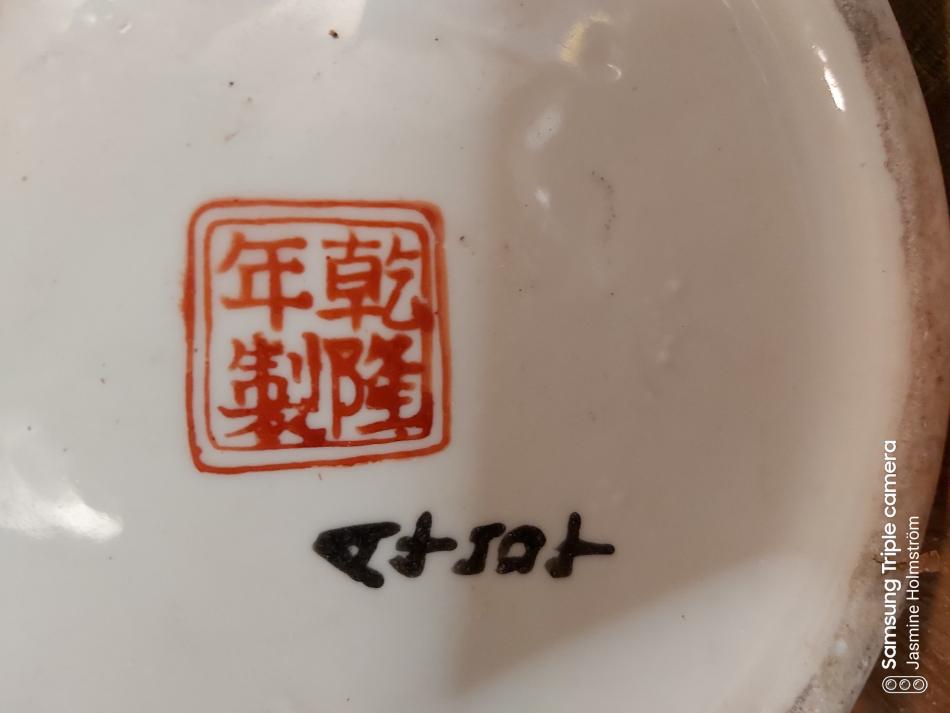 乾隆
年製
Samsung Triple camera
Jasmine Holmström